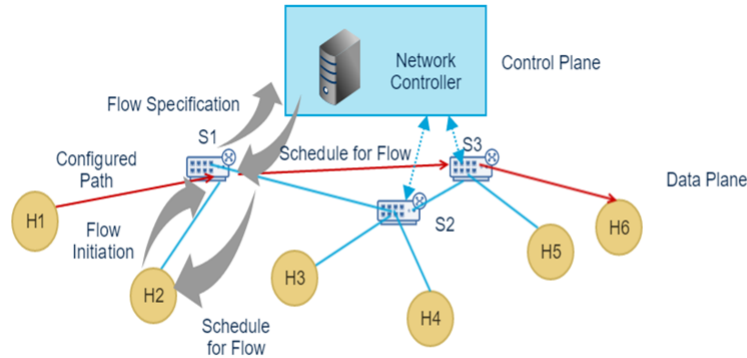 Network
Controller
Control Plane
Flow Specification
S1
S3
Configured
Path
Schedule for Flow
Data Plane
H1
Flow
Initiation
S2
H6
H5
H3
H2
H4
Schedule
for Flow